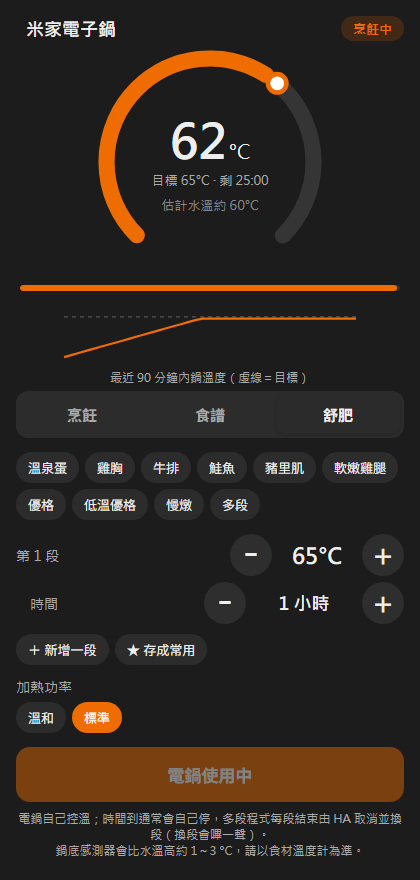 米家電子鍋
烹飪中
62°C
目標 65°C · 剩 25:00
估計水溫約 60°C
最近 90 分鐘內鍋溫度（虛線 = 目標）
烹飪 食譜 舒肥
溫泉蛋 雞胸 牛排 鮭魚 豬里肌 軟嫩雞腿
優格 低溫優格 慢燉 多段
第 1 段 − 65°C +
時間 − 1 小時 +
＋ 新增一段 ★ 存成常用
加熱功率
溫和 標準
電鍋使用中
電鍋自己控溫；時間到通常會自己停，多段程式每段結束由 HA 取消並換
段（換段會嗶一聲）。
鍋底感測器會比水溫高約 1～3 °C，請以食材溫度計為準。